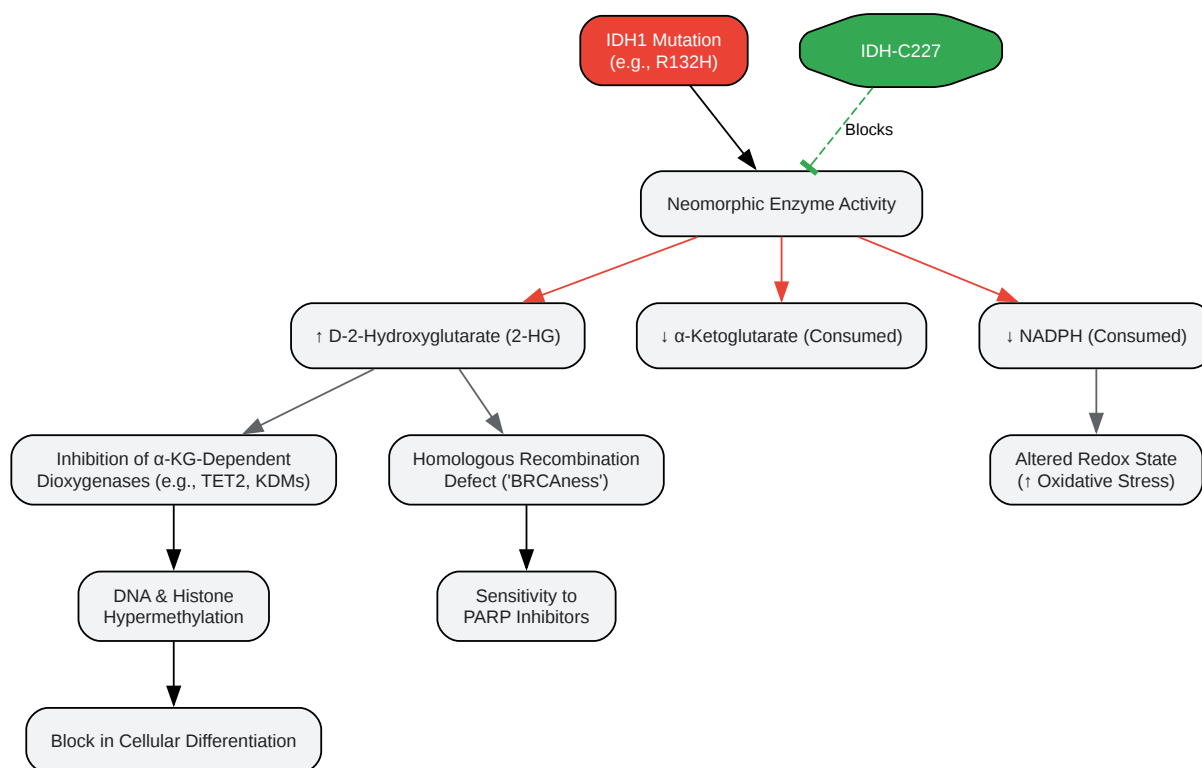 IDH1 Mutation
(e.g., R132H)
IDH-C227
Blocks
Neomorphic Enzyme Activity
↑ D-2-Hydroxyglutarate (2-HG)
↓ α-Ketoglutarate (Consumed)
↓ NADPH (Consumed)
Inhibition of α-KG-Dependent
Dioxygenases (e.g., TET2, KDMs)
Homologous Recombination
Defect ('BRCAness')
Altered Redox State
(↑ Oxidative Stress)
DNA & Histone
Hypermethylation
Sensitivity to
PARP Inhibitors
Block in Cellular Differentiation